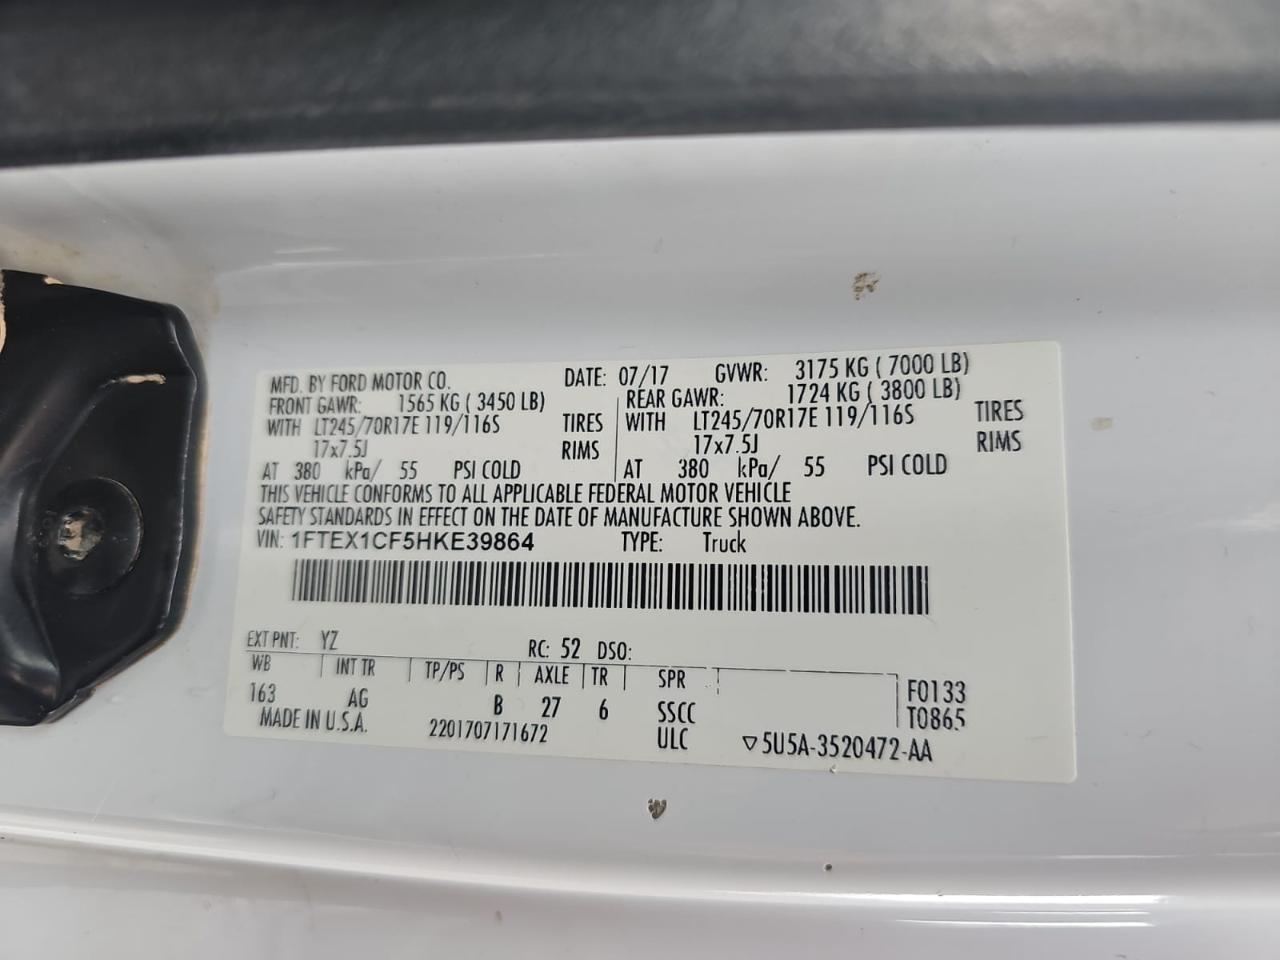 MFD. BY FORD MOTOR CO. DATE: 07/17 GVWR: 3175 KG ( 7000 LB)
FRONT GAWR: 1565 KG ( 3450 LB) REAR GAWR: 1724 KG ( 3800 LB)
WITH LT245/70R17E 119/116S TIRES WITH LT245/70R17E 119/116S TIRES
17x7.5J RIMS 17x7.5J RIMS
AT 380 kPa/ 55 PSI COLD AT 380 kPa/ 55 PSI COLD
THIS VEHICLE CONFORMS TO ALL APPLICABLE FEDERAL MOTOR VEHICLE
SAFETY STANDARDS IN EFFECT ON THE DATE OF MANUFACTURE SHOWN ABOVE.
VIN: 1FTEX1CF5HKE39864 TYPE: Truck
EXT PNT: YZ RC: 52 DSO:
WB INT TR TP/PS R AXLE TR SPR F0133
163 AG B 27 6 SSCC T0865
MADE IN U.S.A. 2201707171672 ULC ▽5U5A-3520472-AA